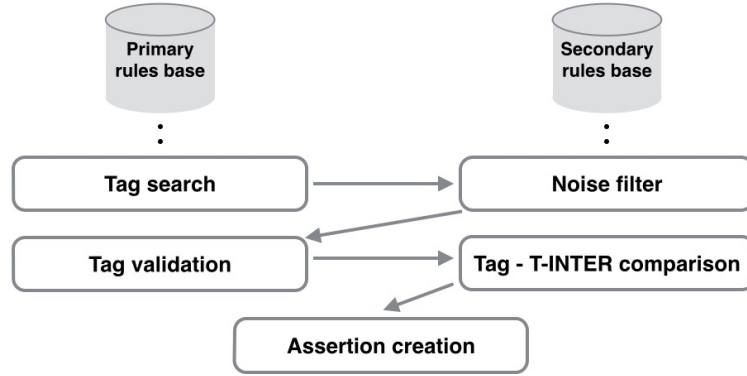 Primary
rules base
Secondary
rules base
Tag search
Noise filter
Tag validation
Tag - T-INTER comparison
Assertion creation